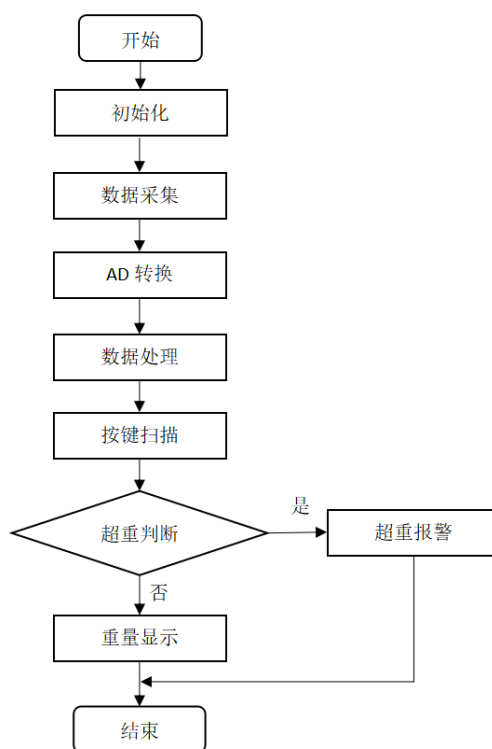 开始
初始化
数据采集
AD 转换
数据处理
按键扫描
超重判断
是
超重报警
否
重量显示
结束